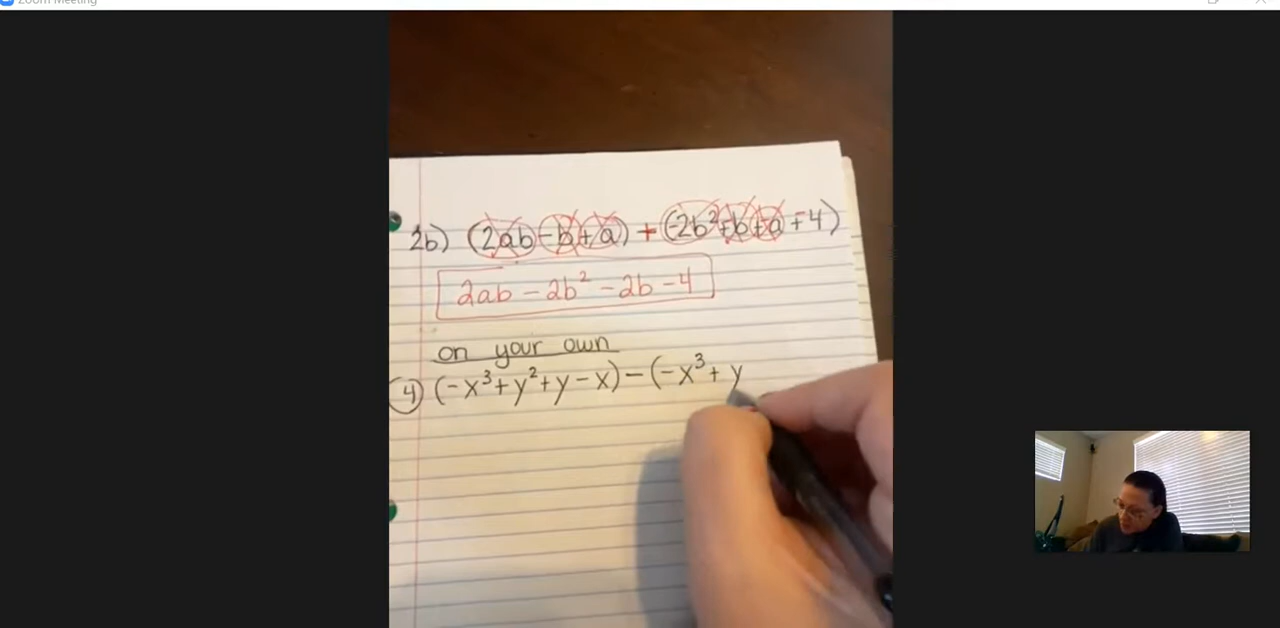 Zoom Meeting
2b) (2ab - b + a) + (-2b² + -b + -a + -4)
2ab - 2b² - 2b - 4
on your own
4) (-x³ + y² + y - x) - (-x³ + y